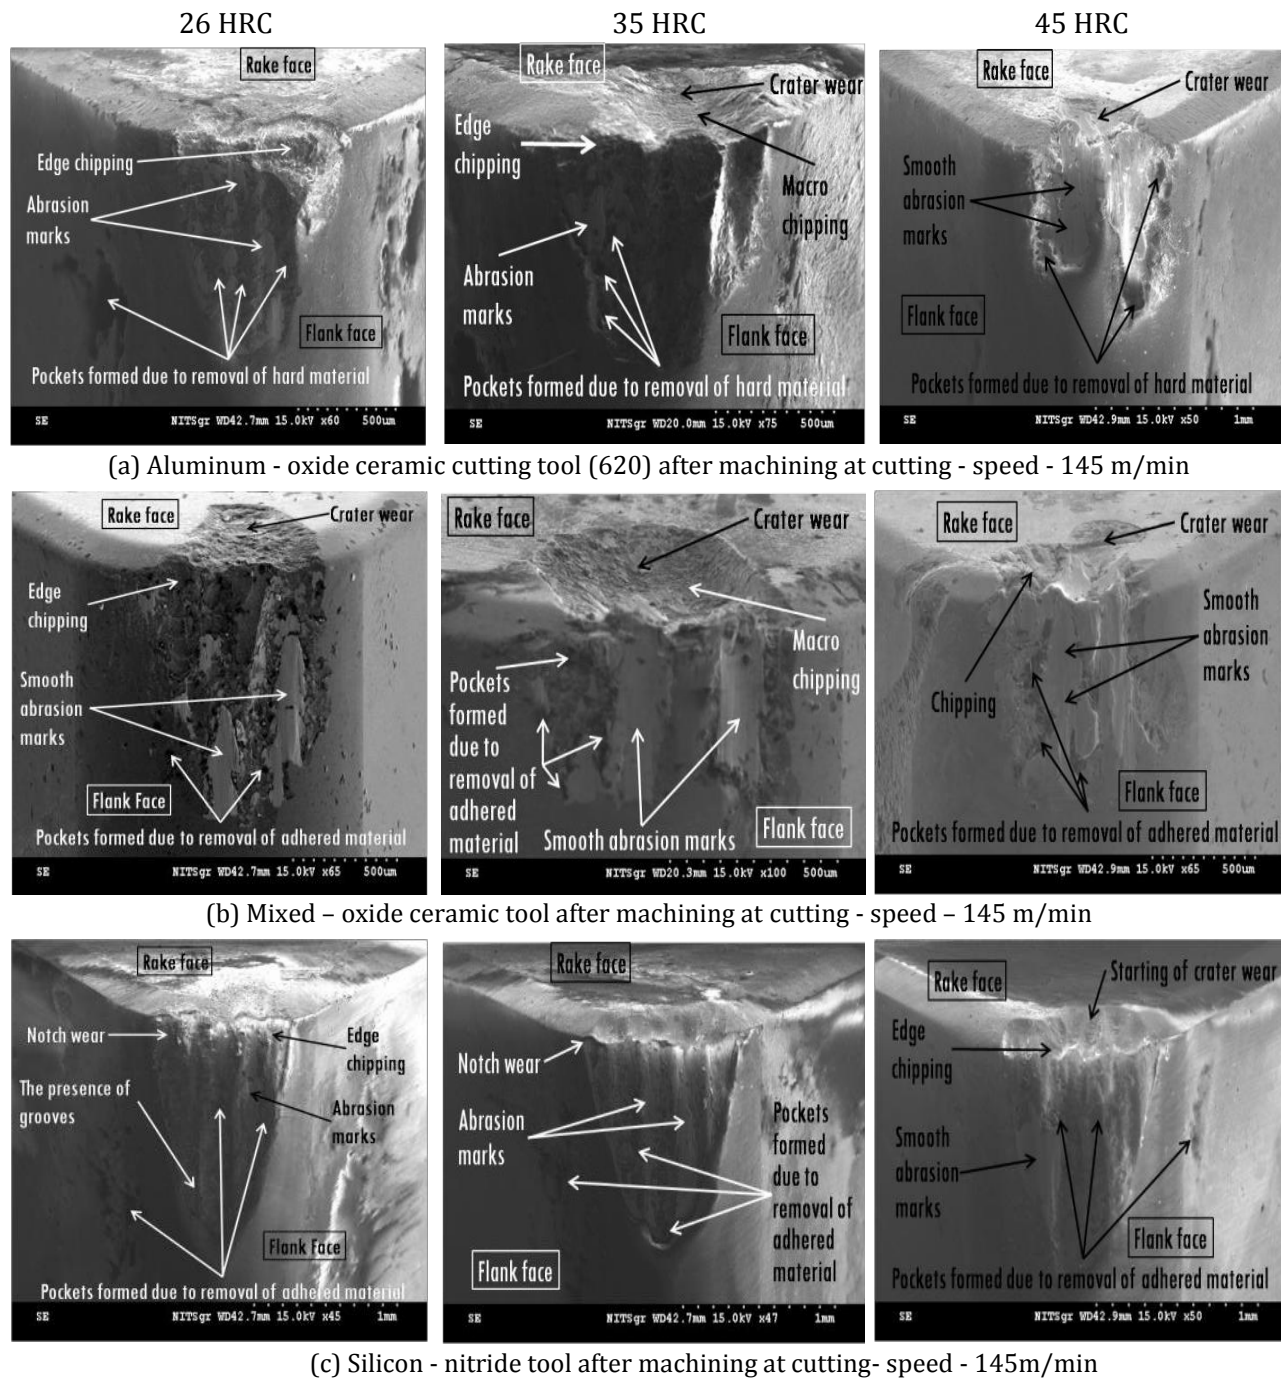 26 HRC
35 HRC
45 HRC
Rake face
Edge chipping
Abrasion
marks
Flank face
Pockets formed due to removal of hard material
SE NITSgr WD42.7mm 15.0kV x60 500um
Rake face
Crater wear
Edge
chipping
Macro
chipping
Abrasion
marks
Flank face
Pockets formed due to removal of hard material
SE NITSgr WD20.0mm 15.0kV x75 500um
Rake face
Crater wear
Smooth
abrasion
marks
Flank face
Pockets formed due to removal of hard material
SE NITSgr WD42.9mm 15.0kV x50 1mm
(a) Aluminum - oxide ceramic cutting tool (620) after machining at cutting - speed - 145 m/min
Rake face
Crater wear
Edge
chipping
Smooth
abrasion
marks
Flank Face
Pockets formed due to removal of adhered material
SE NITSgr WD42.7mm 15.0kV x65 500um
Rake face
Crater wear
Macro
chipping
Pockets
formed
due to
removal of
adhered
material
Smooth abrasion marks
Flank face
SE NITSgr WD20.3mm 15.0kV x100 500um
Rake face
Crater wear
Smooth
abrasion
marks
Chipping
Flank face
Pockets formed due to removal of adhered material
SE NITSgr WD42.9mm 15.0kV x65 500um
(b) Mixed – oxide ceramic tool after machining at cutting - speed – 145 m/min
Rake face
Notch wear
Edge
chipping
The presence of
grooves
Abrasion
marks
Flank Face
Pockets formed due to removal of adhered material
SE NITSgr WD42.7mm 15.0kV x45 1mm
Rake face
Notch wear
Abrasion
marks
Pockets
formed
due to
removal of
adhered
material
Flank face
SE NITSgr WD42.7mm 15.0kV x47 1mm
Rake face
Starting of crater wear
Edge
chipping
Smooth
abrasion
marks
Flank face
Pockets formed due to removal of adhered material
SE NITSgr WD42.9mm 15.0kV x50 1mm
(c) Silicon - nitride tool after machining at cutting- speed - 145m/min